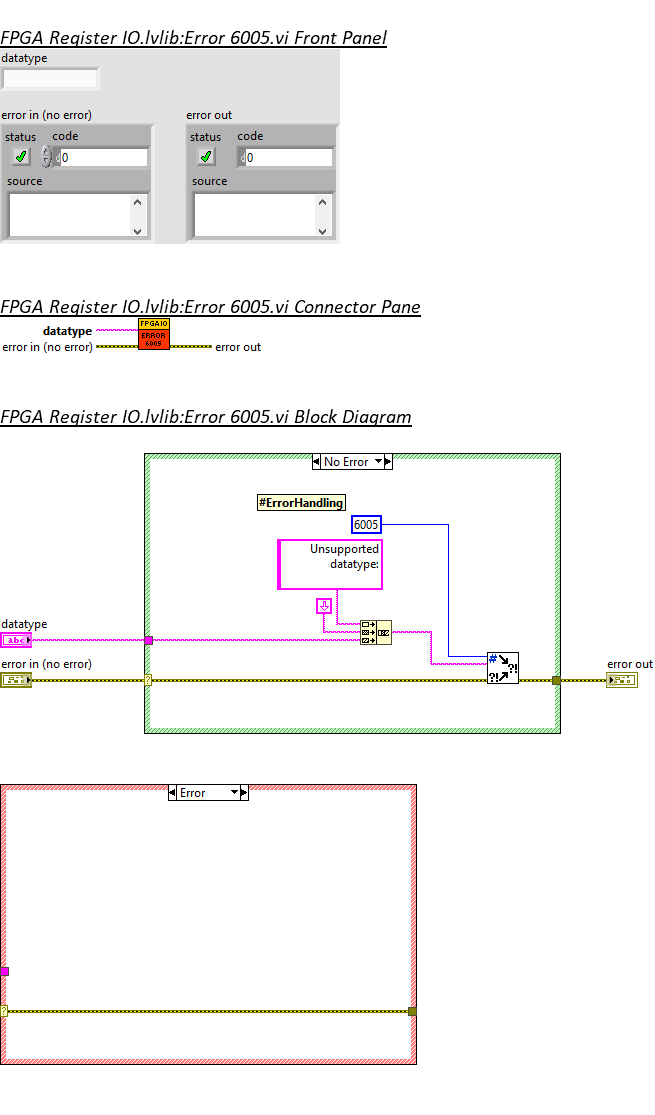 FPGA Register IO.lvlib:Error 6005.vi Front Panel
datatype
error in (no error)
error out
status
code
status
code
0
0
source
source
FPGA Register IO.lvlib:Error 6005.vi Connector Pane
datatype
FPGAIO
ERROR
6005
error in (no error)
error out
FPGA Register IO.lvlib:Error 6005.vi Block Diagram
No Error
#ErrorHandling
6005
Unsupported
datatype:
datatype
abc
error in (no error)
error out
#
?!
?!
?
Error
?